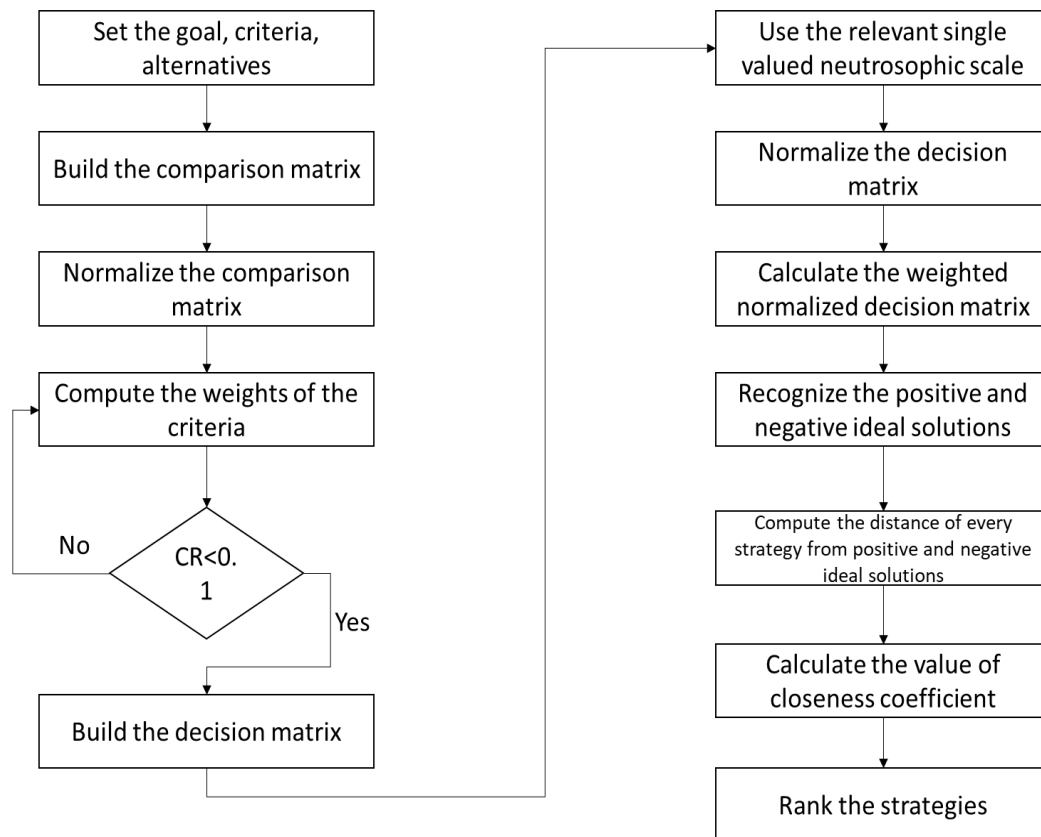 Set the goal, criteria,
alternatives
Build the comparison matrix
Normalize the comparison
matrix
Compute the weights of the
criteria
No
CR<0.
1
Yes
Build the decision matrix
Use the relevant single
valued neutrosophic scale
Normalize the decision
matrix
Calculate the weighted
normalized decision matrix
Recognize the positive and
negative ideal solutions
Compute the distance of every
strategy from positive and negative
ideal solutions
Calculate the value of
closeness coefficient
Rank the strategies